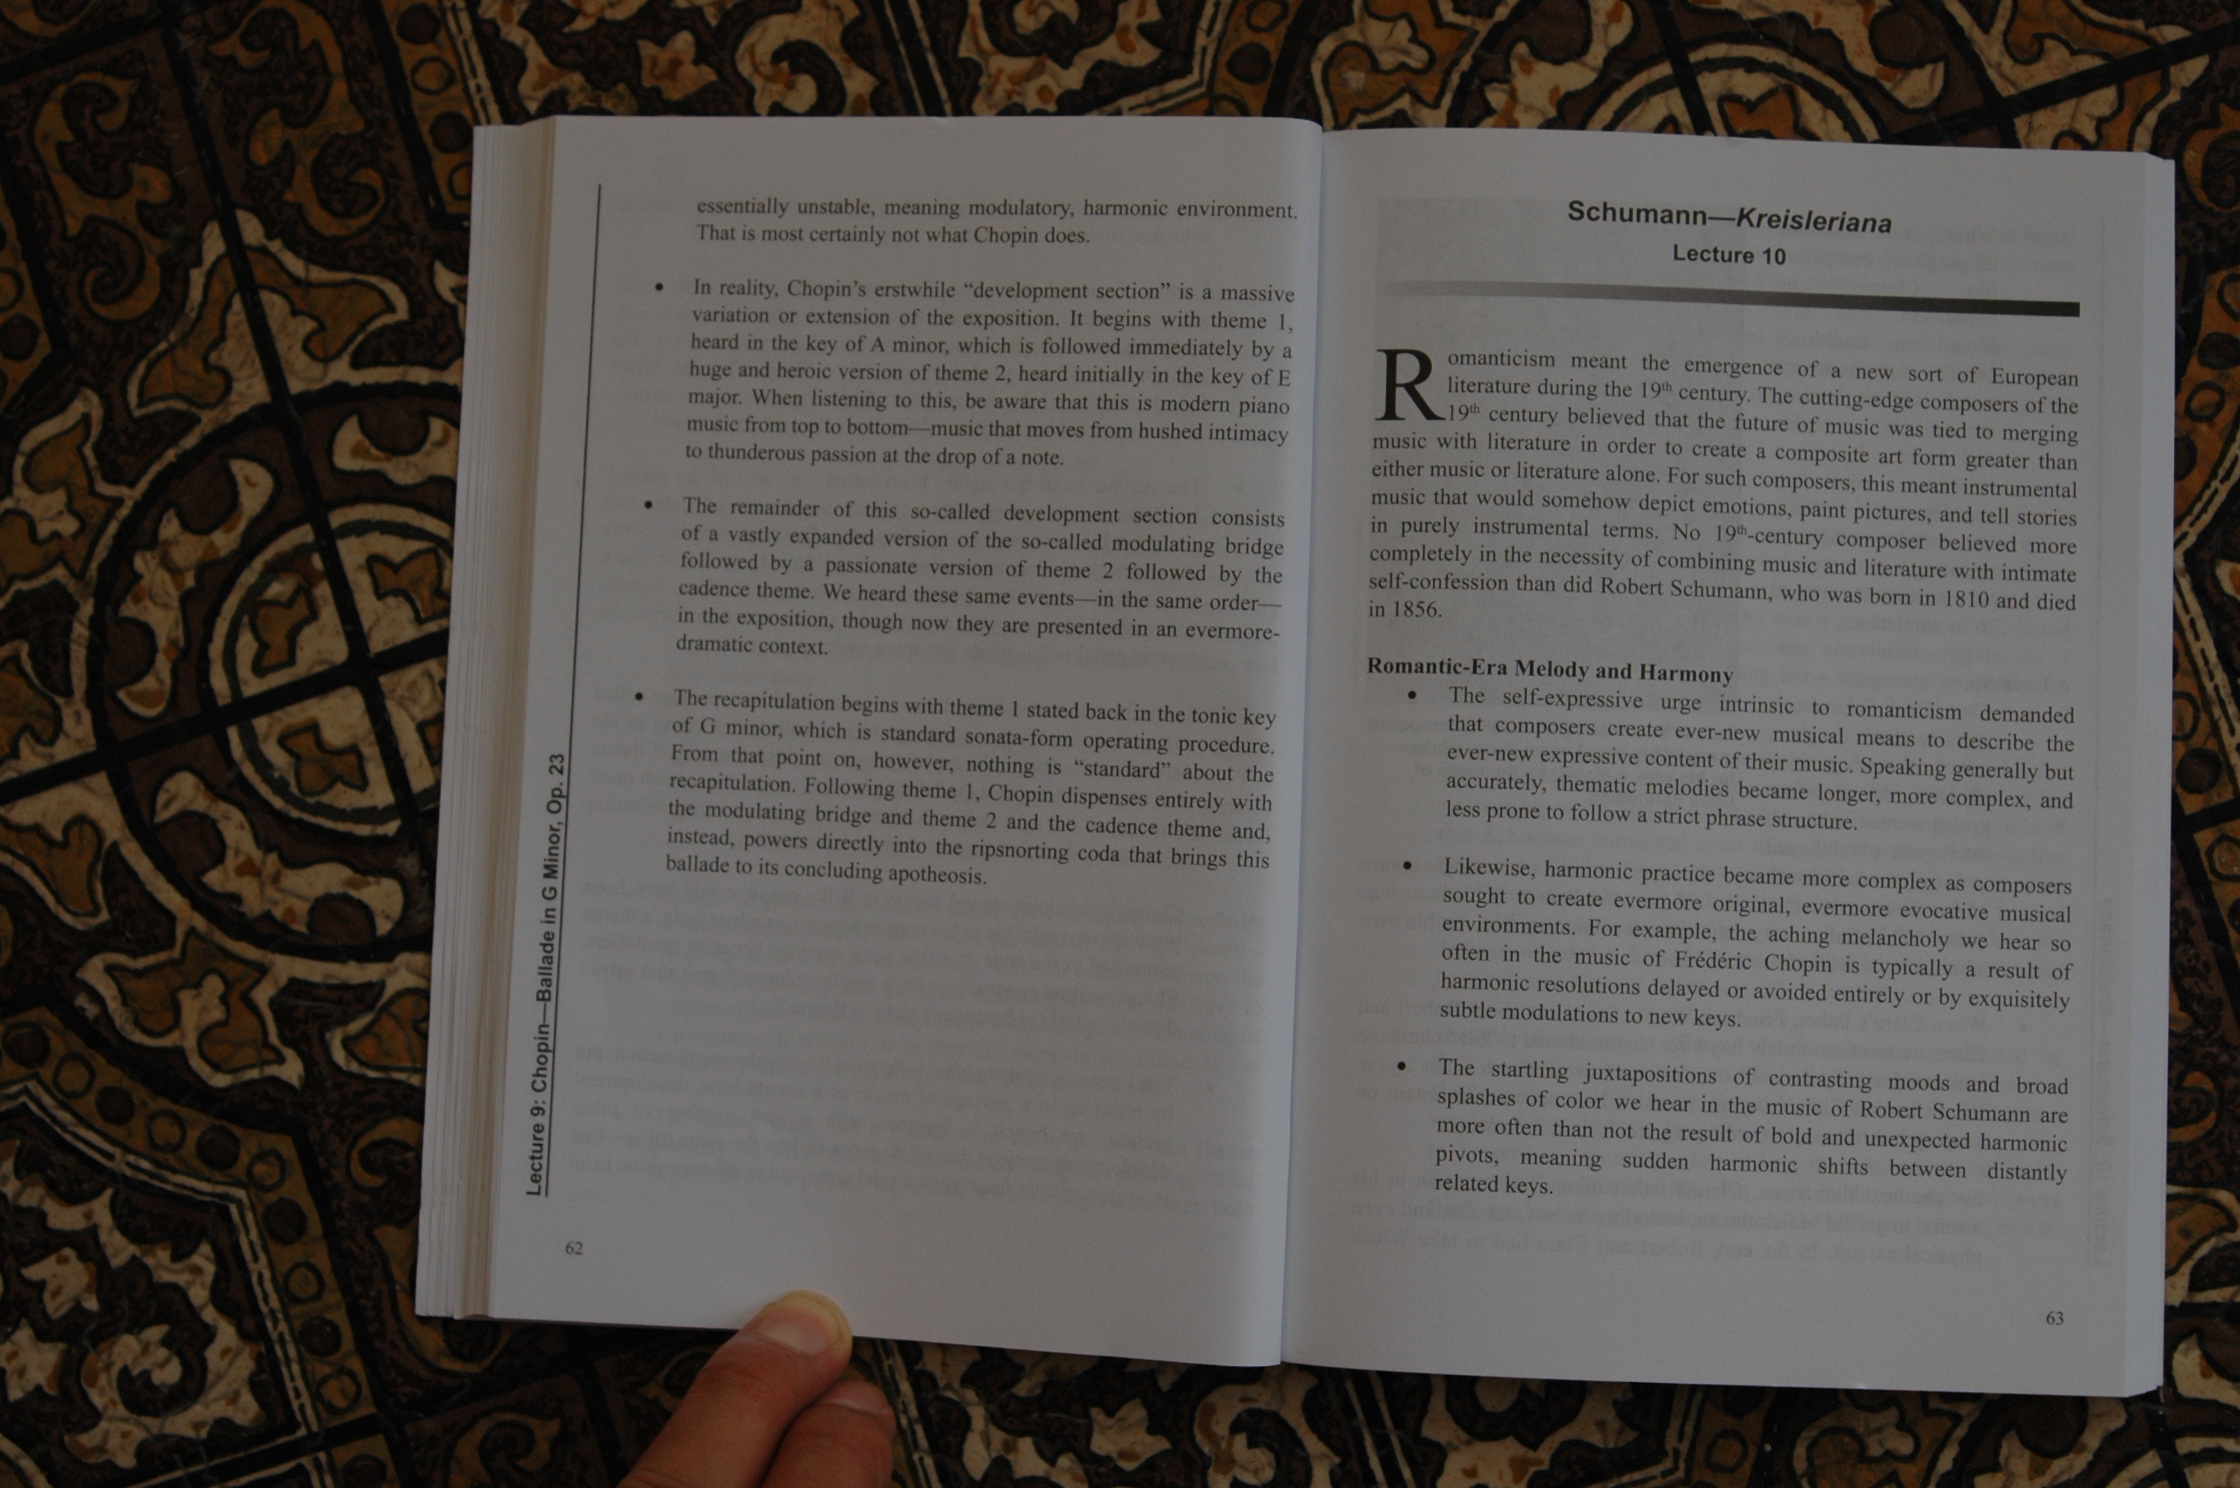 essentially unstable, meaning modulatory, harmonic environment.
That is most certainly not what Chopin does.
• In reality, Chopin’s erstwhile “development section” is a massive
variation or extension of the exposition. It begins with theme 1,
heard in the key of A minor, which is followed immediately by a
huge and heroic version of theme 2, heard initially in the key of E
major. When listening to this, be aware that this is modern piano
music from top to bottom—music that moves from hushed intimacy
to thunderous passion at the drop of a note.
• The remainder of this so-called development section consists
of a vastly expanded version of the so-called modulating bridge
followed by a passionate version of theme 2 followed by the
cadence theme. We heard these same events—in the same order—
in the exposition, though now they are presented in an evermore-
dramatic context.
• The recapitulation begins with theme 1 stated back in the tonic key
of G minor, which is standard sonata-form operating procedure.
From that point on, however, nothing is “standard” about the
recapitulation. Following theme 1, Chopin dispenses entirely with
the modulating bridge and theme 2 and the cadence theme and,
instead, powers directly into the ripsnorting coda that brings this
ballade to its concluding apotheosis.
Lecture 9: Chopin—Ballade in G Minor, Op. 23
62
Schumann—Kreisleriana
Lecture 10
Romanticism meant the emergence of a new sort of European
literature during the 19th century. The cutting-edge composers of the
19th century believed that the future of music was tied to merging
music with literature in order to create a composite art form greater than
either music or literature alone. For such composers, this meant instrumental
music that would somehow depict emotions, paint pictures, and tell stories
in purely instrumental terms. No 19th-century composer believed more
completely in the necessity of combining music and literature with intimate
self-confession than did Robert Schumann, who was born in 1810 and died
in 1856.
Romantic-Era Melody and Harmony
• The self-expressive urge intrinsic to romanticism demanded
that composers create ever-new musical means to describe the
ever-new expressive content of their music. Speaking generally but
accurately, thematic melodies became longer, more complex, and
less prone to follow a strict phrase structure.
• Likewise, harmonic practice became more complex as composers
sought to create evermore original, evermore evocative musical
environments. For example, the aching melancholy we hear so
often in the music of Frédéric Chopin is typically a result of
harmonic resolutions delayed or avoided entirely or by exquisitely
subtle modulations to new keys.
• The startling juxtapositions of contrasting moods and broad
splashes of color we hear in the music of Robert Schumann are
more often than not the result of bold and unexpected harmonic
pivots, meaning sudden harmonic shifts between distantly
related keys.
63